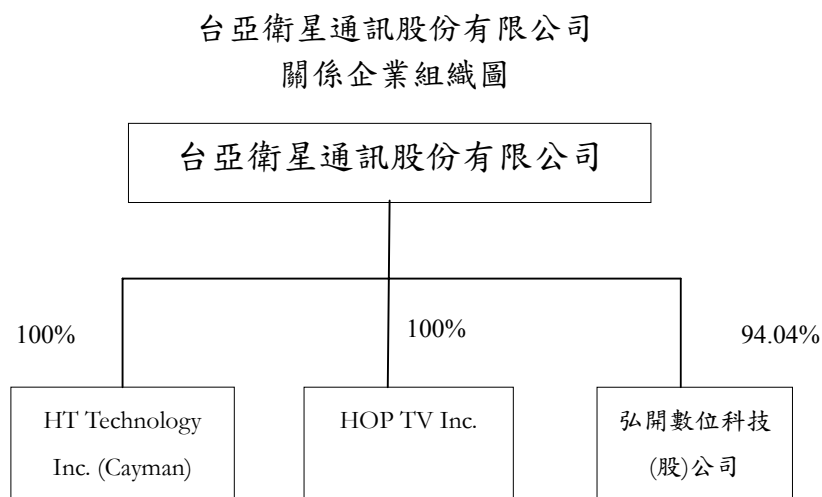 台亞衛星通訊股份有限公司
關係企業組織圖
台亞衛星通訊股份有限公司
100%
100%
94.04%
HT Technology
Inc. (Cayman)
HOP TV Inc.
弘開數位科技
(股)公司